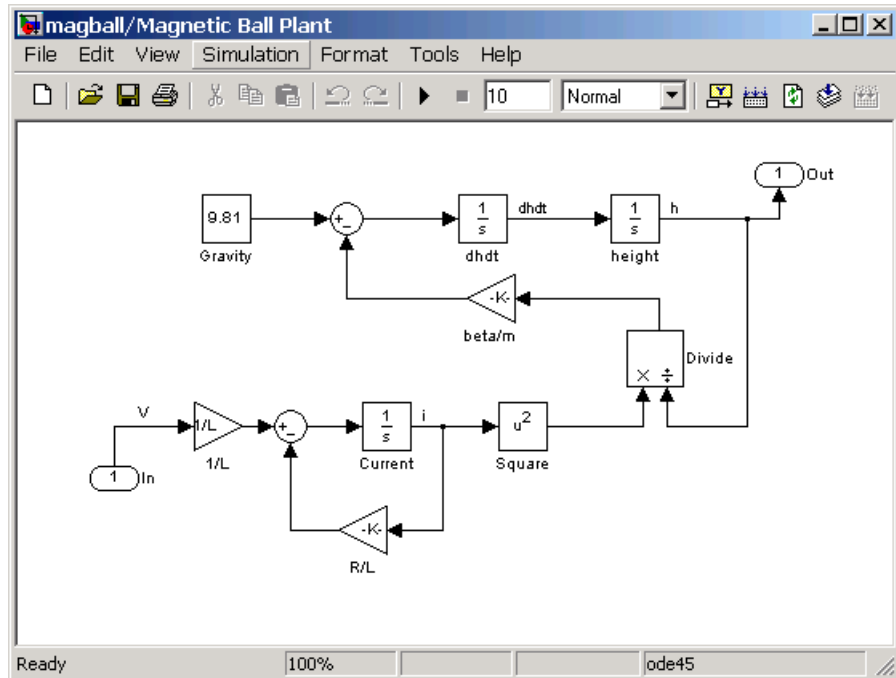 magball/Magnetic Ball Plant
File Edit View Simulation Format Tools Help
10 Normal
1 Out
9.81
Gravity
+
−
1
s
dhdt
dhdt
1
s
h
height
-K-
beta/m
Divide
× ÷
V
1/L
1/L
+
−
1
s
i
Current
u2
Square
1 In
-K-
R/L
Ready 100% ode45